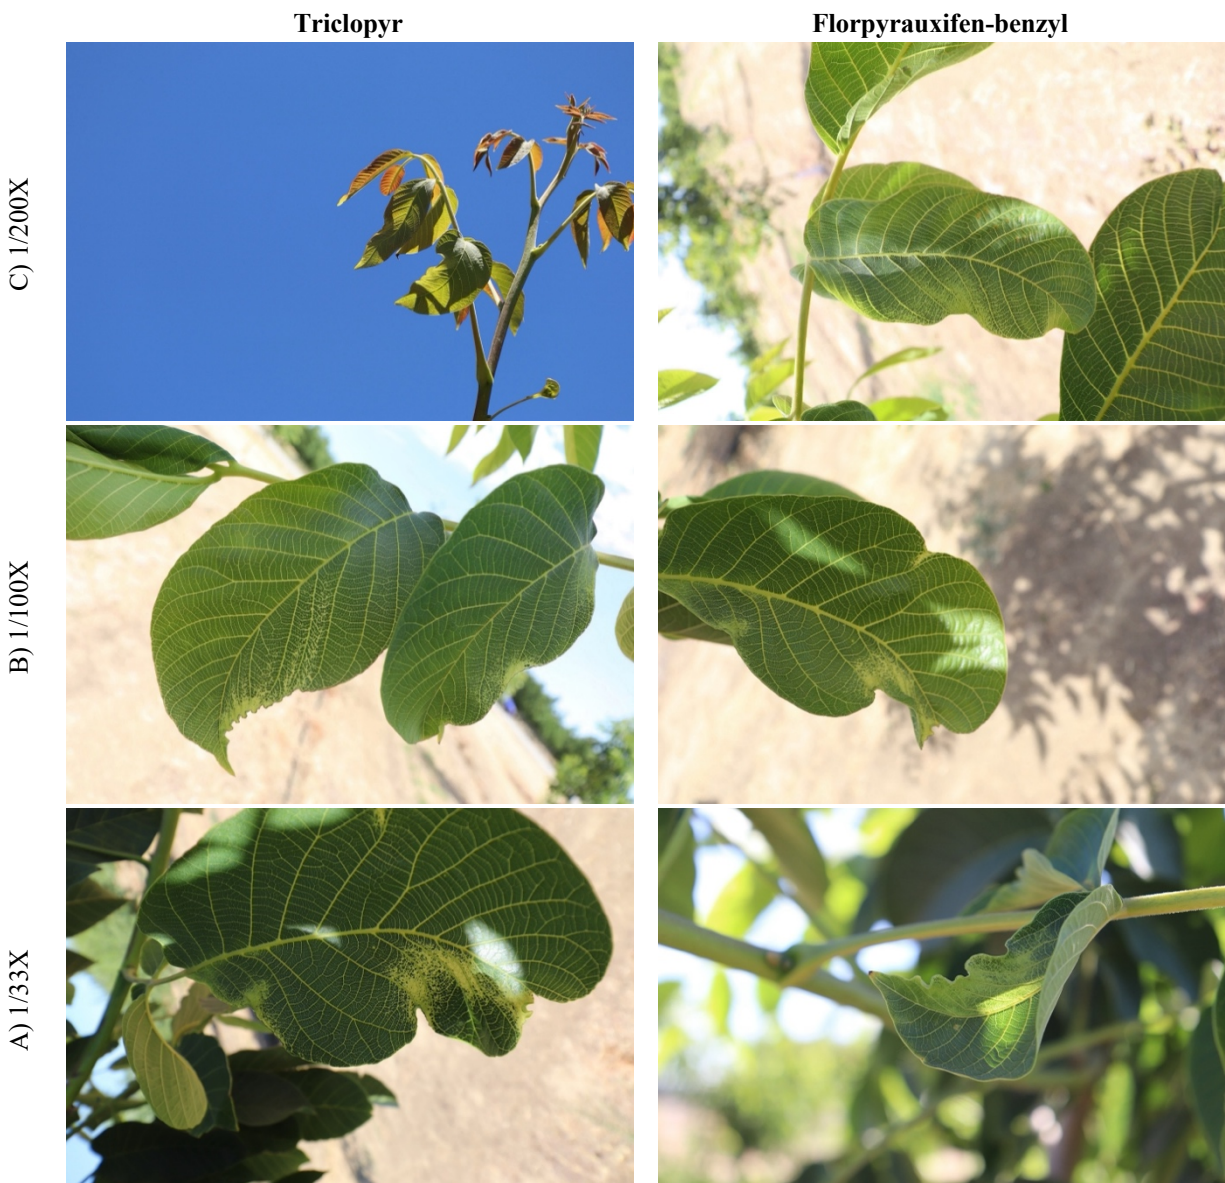 Triclopyr
Florpyrauxifen-benzyl
C) 1/200X
B) 1/100X
A) 1/33X